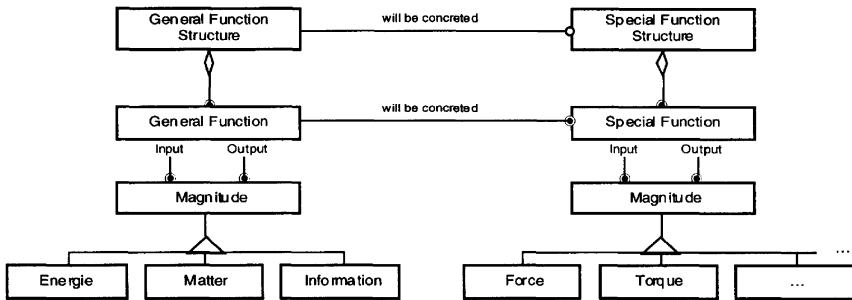 General Function
Structure
will be concreted
Special Function
Structure
General Function
will be concreted
Special Function
Input
Output
Input
Output
Magnitude
Magnitude
...
Energie
Matter
Information
Force
Torque
...